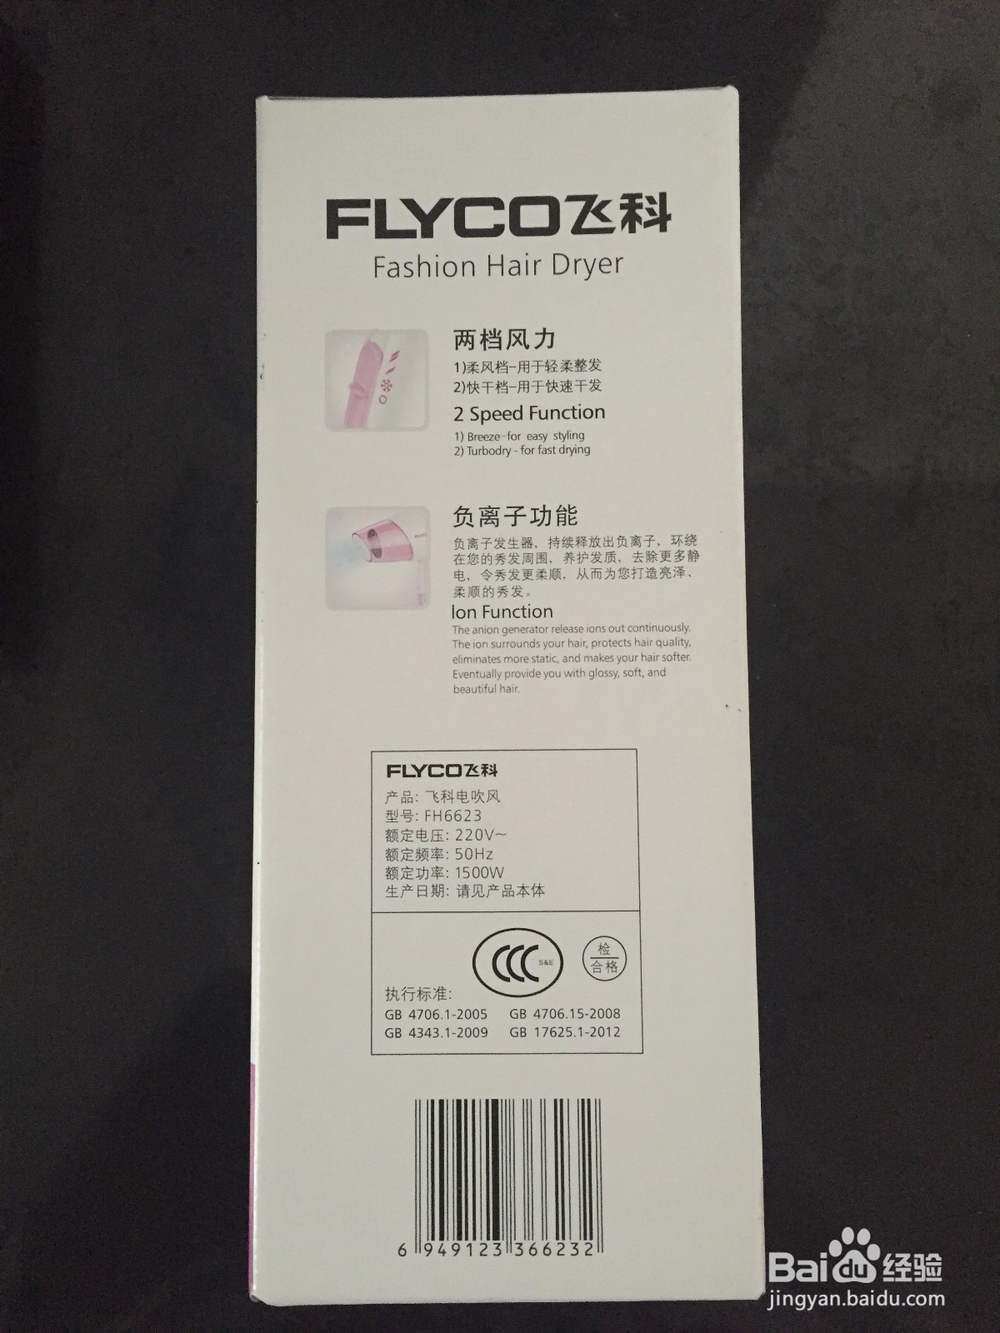 FLYCO飞科
Fashion Hair Dryer
两档风力
1)柔风档-用于轻柔整发
2)快干档-用于快速干发
2 Speed Function
1) Breeze-for easy styling
2) Turbodry - for fast drying
负离子功能
负离子发生器，持续释放出负离子，环绕
在您的秀发周围，养护发质，去除更多静
电，令秀发更柔顺，从而为您打造亮泽、
柔顺的秀发。
Ion Function
The anion generator release ions out continuously.
The ion surrounds your hair, protects hair quality,
eliminates more static, and makes your hair softer.
Eventually provide you with glossy, soft, and
beautiful hair.
FLYCO飞科
产品: 飞科电吹风
型号: FH6623
额定电压: 220V~
额定频率: 50Hz
额定功率: 1500W
生产日期: 请见产品本体
CCC S&E
检
合格
执行标准:
GB 4706.1-2005 GB 4706.15-2008
GB 4343.1-2009 GB 17625.1-2012
6 949123 366232
Baidu经验
jingyan.baidu.com